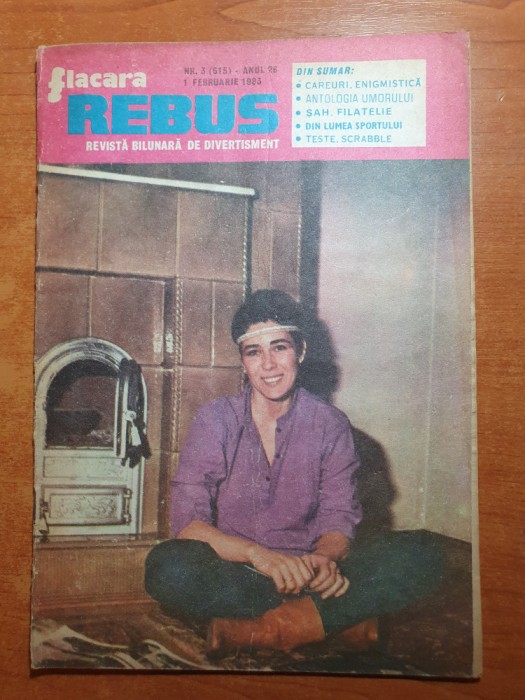 flacara
REBUS
REVISTĂ BILUNARĂ DE DIVERTISMENT
NR. 3 (615) - ANUL 26
1 FEBRUARIE 1983
DIN SUMAR:
• CAREURI, ENIGMISTICĂ
• ANTOLOGIA UMORULUI
• ŞAH, FILATELIE
• DIN LUMEA SPORTULUI
• TESTE, SCRABBLE